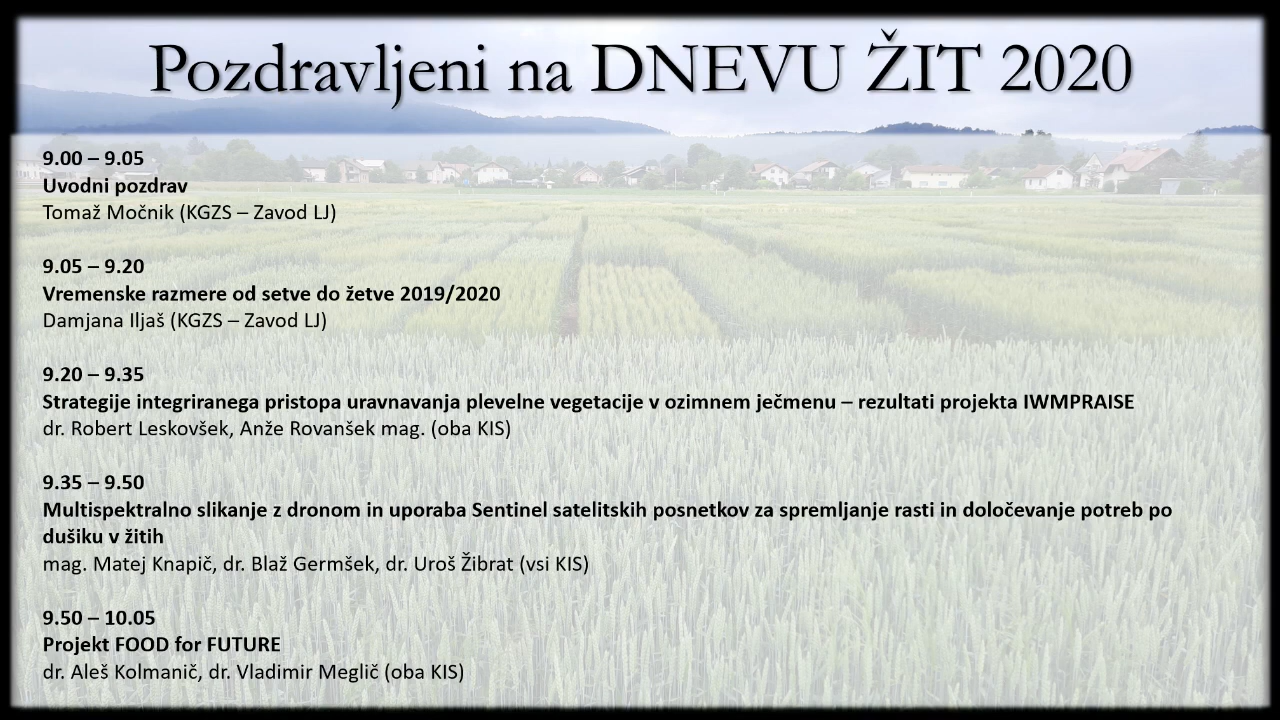 Pozdravljeni na DNEVU ŽIT 2020
9.00 – 9.05
Uvodni pozdrav
Tomaž Močnik (KGZS – Zavod LJ)
9.05 – 9.20
Vremenske razmere od setve do žetve 2019/2020
Damjana Iljaš (KGZS – Zavod LJ)
9.20 – 9.35
Strategije integriranega pristopa uravnavanja plevelne vegetacije v ozimnem ječmenu – rezultati projekta IWMPRAISE
dr. Robert Leskovšek, Anže Rovanšek mag. (oba KIS)
9.35 – 9.50
Multispektralno slikanje z dronom in uporaba Sentinel satelitskih posnetkov za spremljanje rasti in določevanje potreb po
dušiku v žitih
mag. Matej Knapič, dr. Blaž Germšek, dr. Uroš Žibrat (vsi KIS)
9.50 – 10.05
Projekt FOOD for FUTURE
dr. Aleš Kolmanič, dr. Vladimir Meglič (oba KIS)